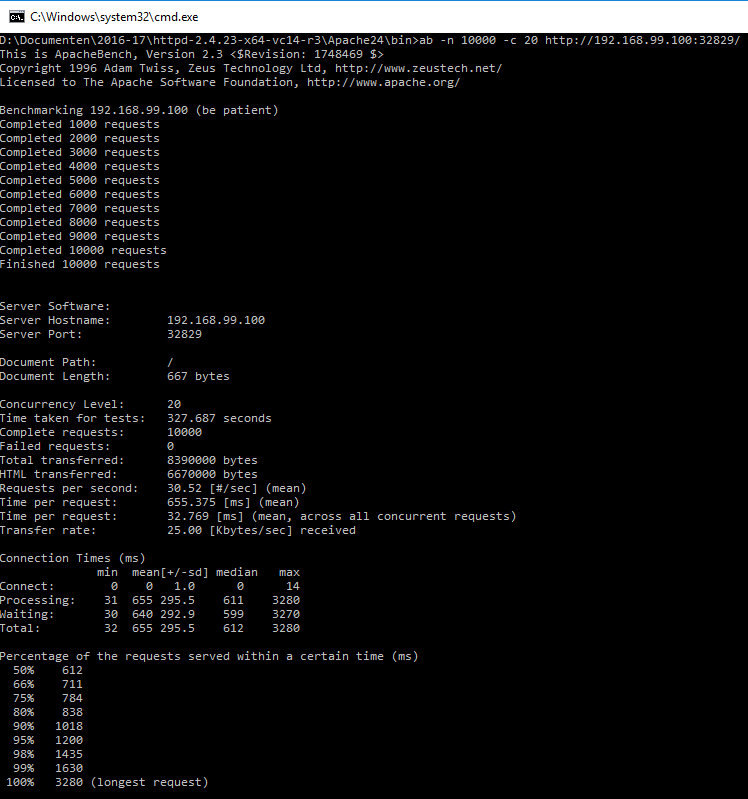 C:\Windows\system32\cmd.exe
D:\Documenten\2016-17\httpd-2.4.23-x64-vc14-r3\Apache24\bin>ab -n 10000 -c 20 http://192.168.99.100:32829/
This is ApacheBench, Version 2.3 <$Revision: 1748469 $>
Copyright 1996 Adam Twiss, Zeus Technology Ltd, http://www.zeustech.net/
Licensed to The Apache Software Foundation, http://www.apache.org/

Benchmarking 192.168.99.100 (be patient)
Completed 1000 requests
Completed 2000 requests
Completed 3000 requests
Completed 4000 requests
Completed 5000 requests
Completed 6000 requests
Completed 7000 requests
Completed 8000 requests
Completed 9000 requests
Completed 10000 requests
Finished 10000 requests


Server Software:
Server Hostname:        192.168.99.100
Server Port:            32829

Document Path:          /
Document Length:        667 bytes

Concurrency Level:      20
Time taken for tests:   327.687 seconds
Complete requests:      10000
Failed requests:        0
Total transferred:      8390000 bytes
HTML transferred:       6670000 bytes
Requests per second:    30.52 [#/sec] (mean)
Time per request:       655.375 [ms] (mean)
Time per request:       32.769 [ms] (mean, across all concurrent requests)
Transfer rate:          25.00 [Kbytes/sec] received

Connection Times (ms)
              min  mean[+/-sd] median   max
Connect:        0    0   1.0      0      14
Processing:    31  655 295.5    611    3280
Waiting:       30  640 292.9    599    3270
Total:         32  655 295.5    612    3280

Percentage of the requests served within a certain time (ms)
  50%    612
  66%    711
  75%    784
  80%    838
  90%   1018
  95%   1200
  98%   1435
  99%   1630
 100%   3280 (longest request)